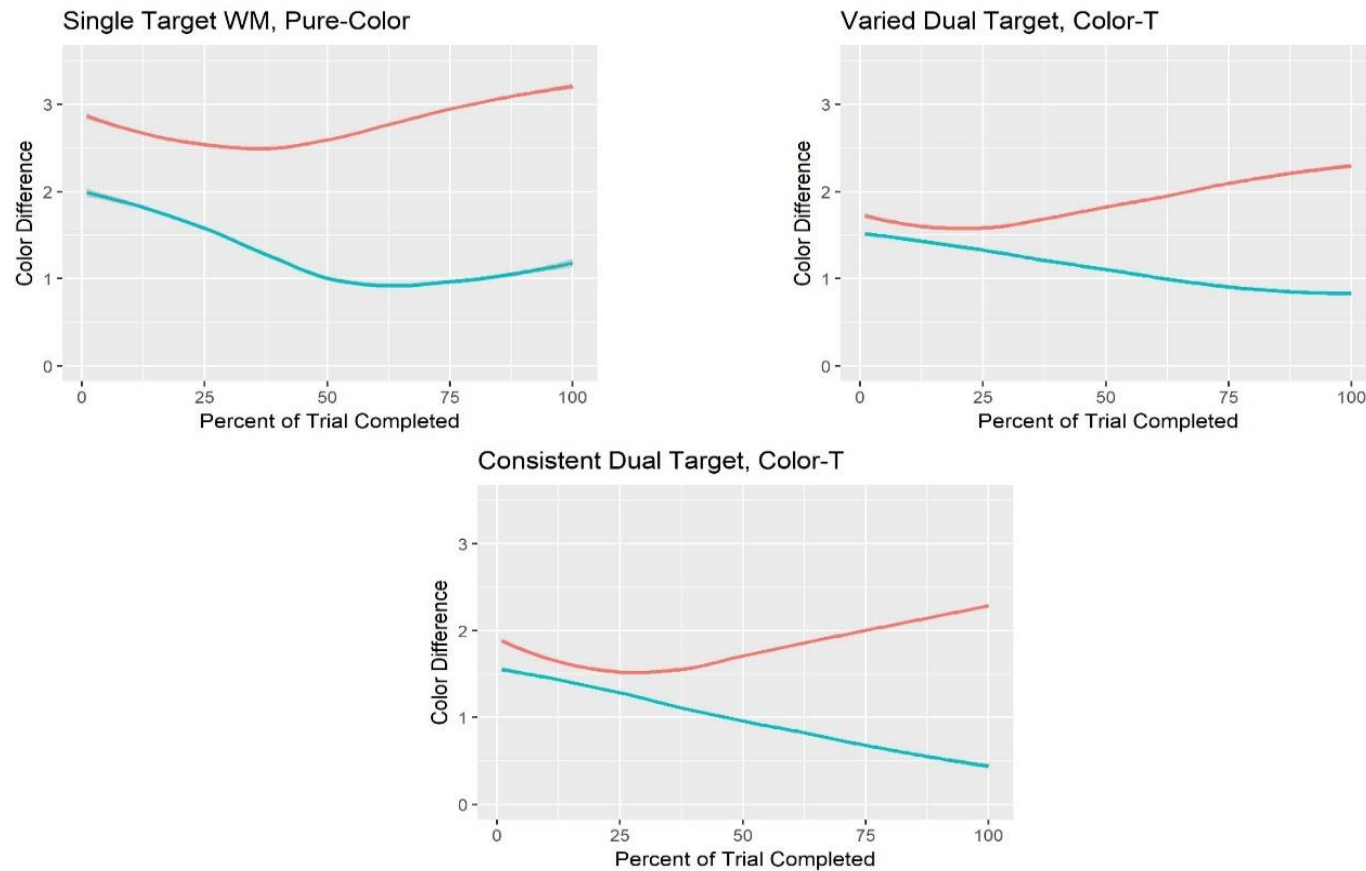 Single Target WM, Pure-Color
3
2
1
0
Color Difference
0 25 50 75 100
Percent of Trial Completed
Varied Dual Target, Color-T
3
2
1
0
Color Difference
0 25 50 75 100
Percent of Trial Completed
Consistent Dual Target, Color-T
3
2
1
0
Color Difference
0 25 50 75 100
Percent of Trial Completed